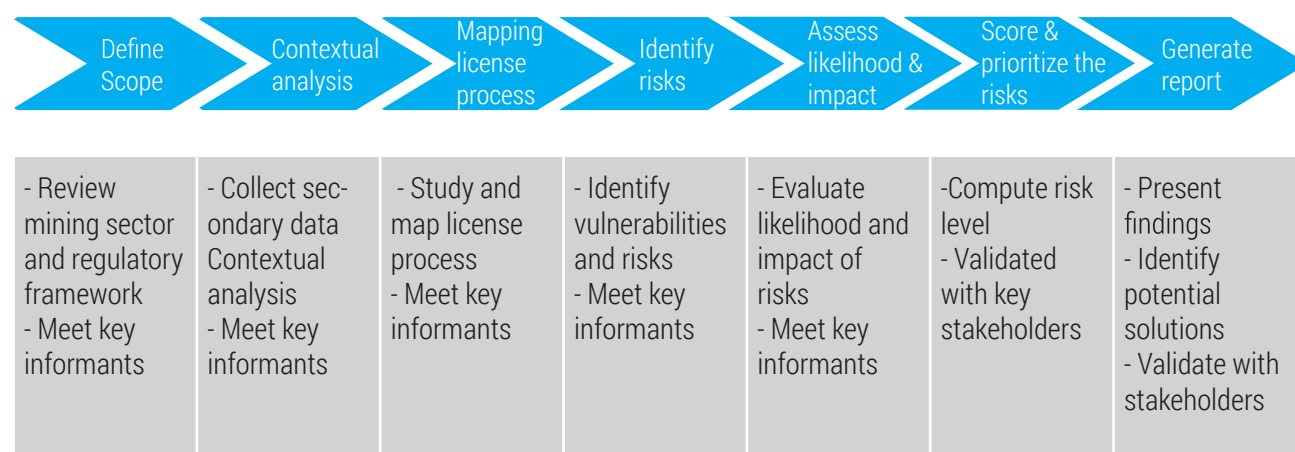 Define
Scope
Contextual
analysis
Mapping
license
process
Identify
risks
Assess
likelihood &
impact
Score &
prioritize the
risks
Generate
report
- Review
mining sector
and regulatory
framework
- Meet key
informants
- Collect sec-
ondary data
Contextual
analysis
- Meet key
informants
- Study and
map license
process
- Meet key
informants
- Identify
vulnerabilities
and risks
- Meet key
informants
- Evaluate
likelihood and
impact of
risks
- Meet key
informants
-Compute risk
level
- Validated
with key
stakeholders
- Present
findings
- Identify
potential
solutions
- Validate with
stakeholders